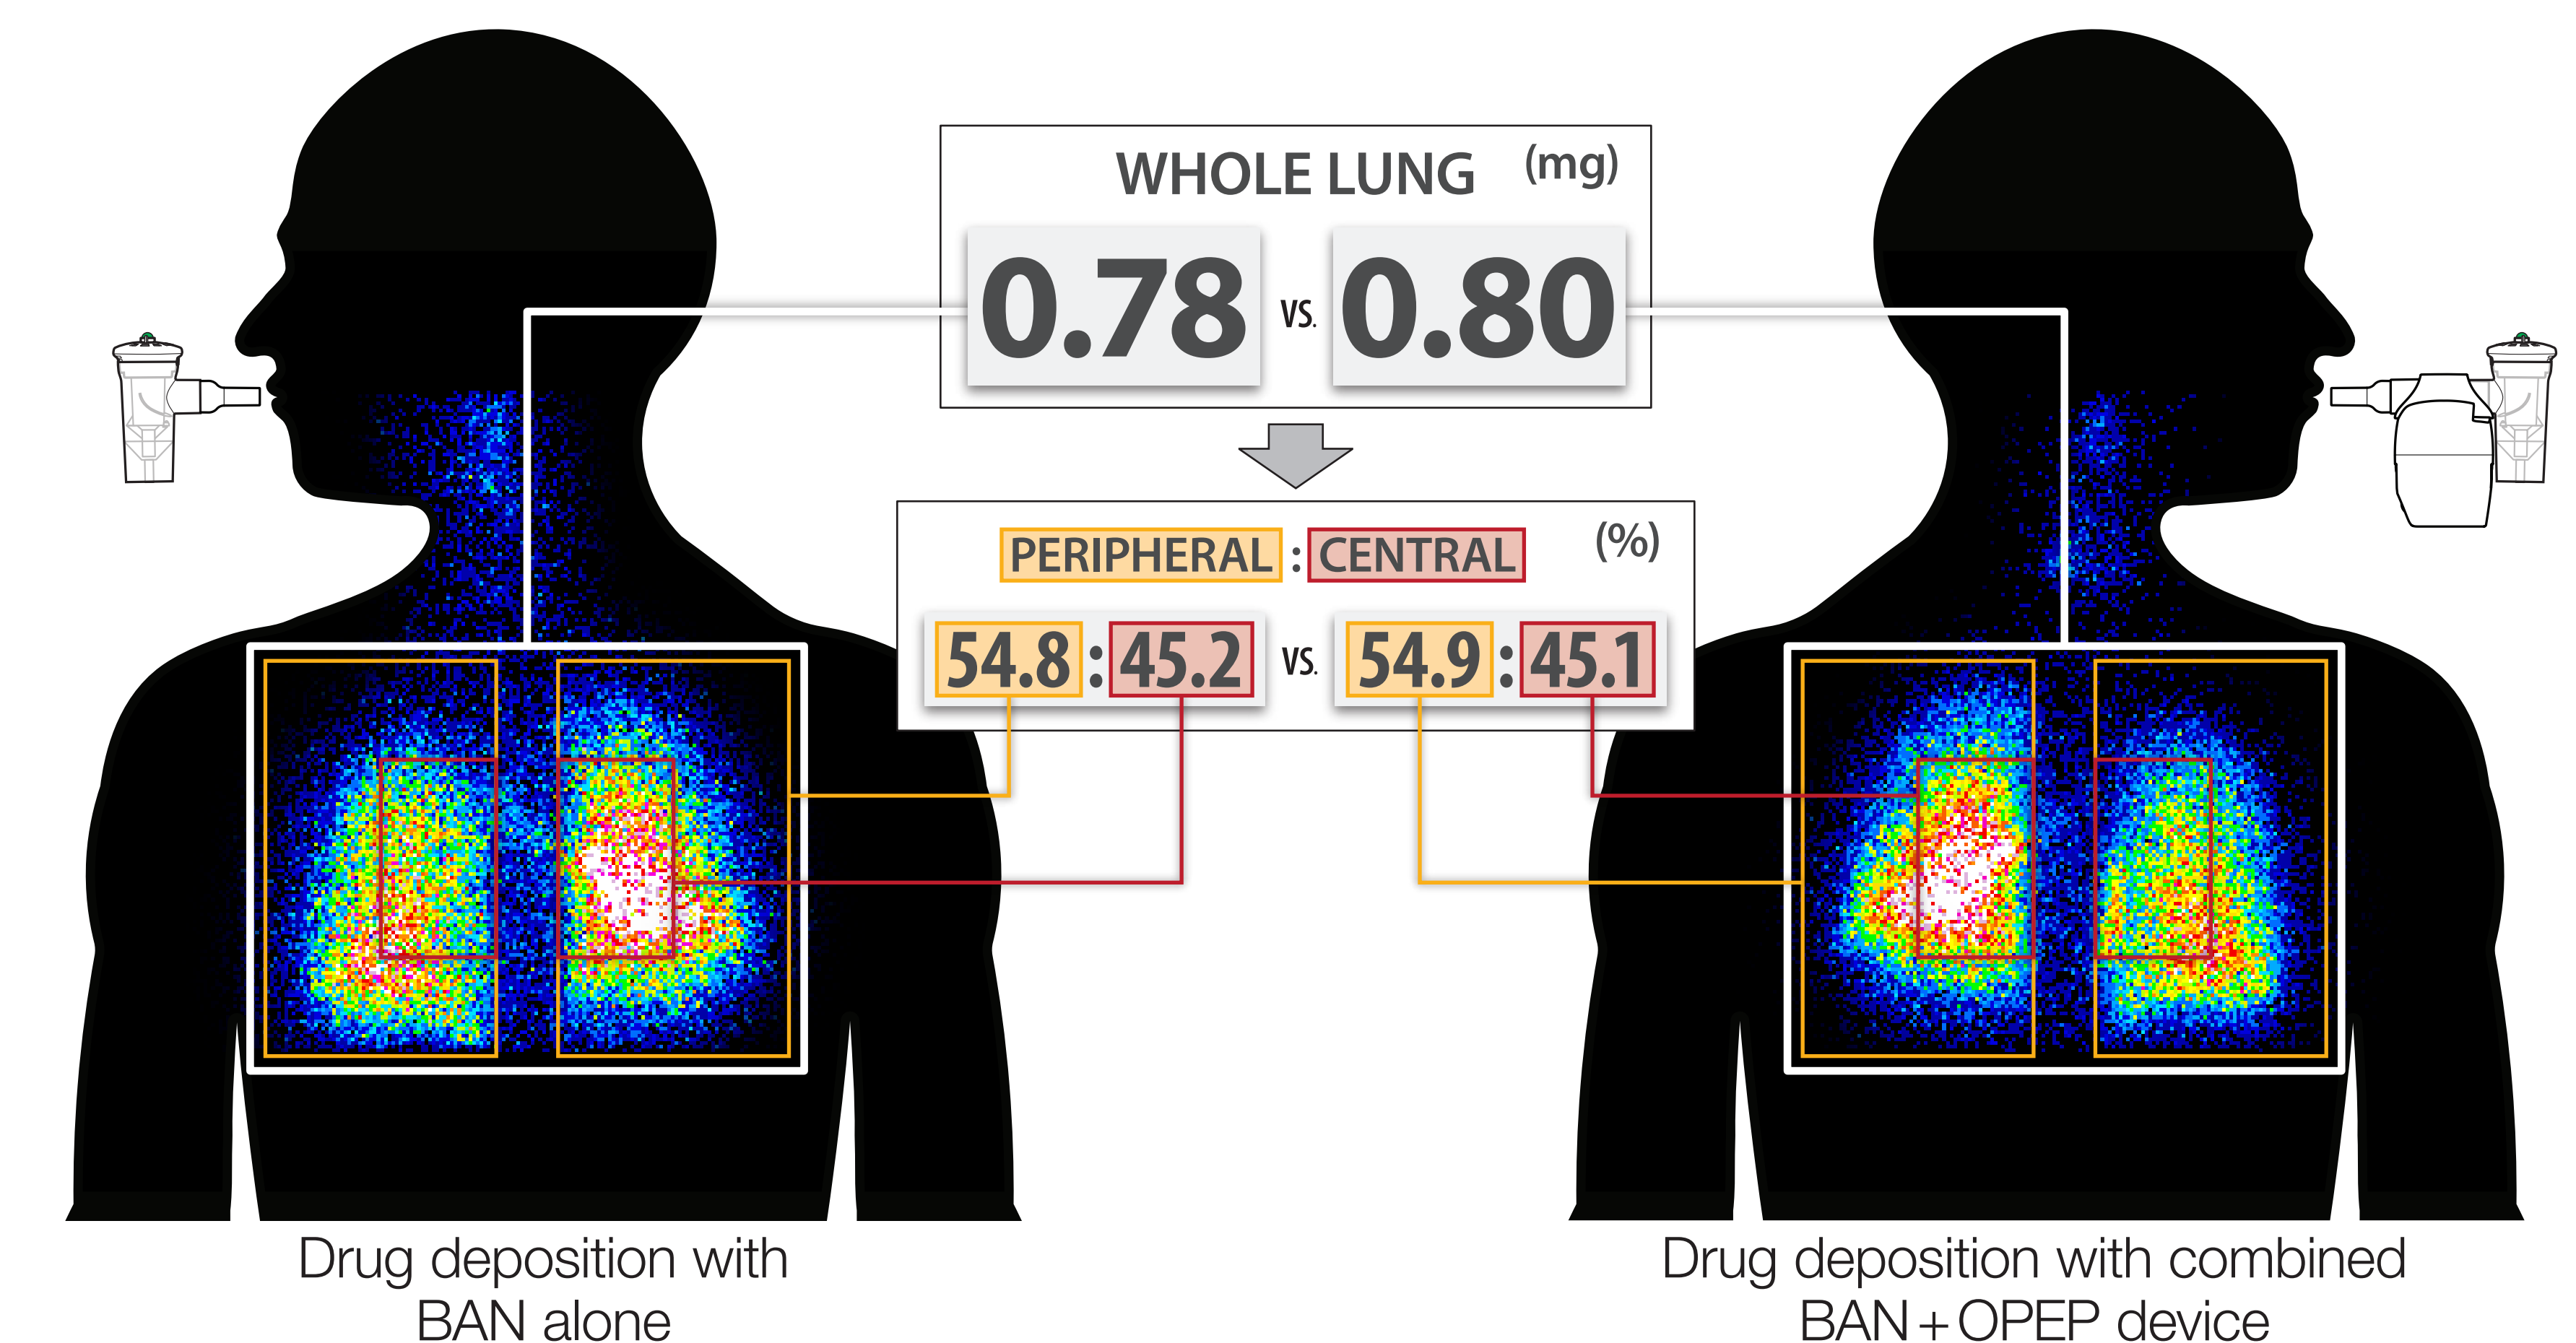 WHOLE LUNG (mg)
0.78 vs. 0.80
PERIPHERAL : CENTRAL (%)
54.8 : 45.2 vs. 54.9 : 45.1
Drug deposition with
BAN alone
Drug deposition with combined
BAN + OPEP device